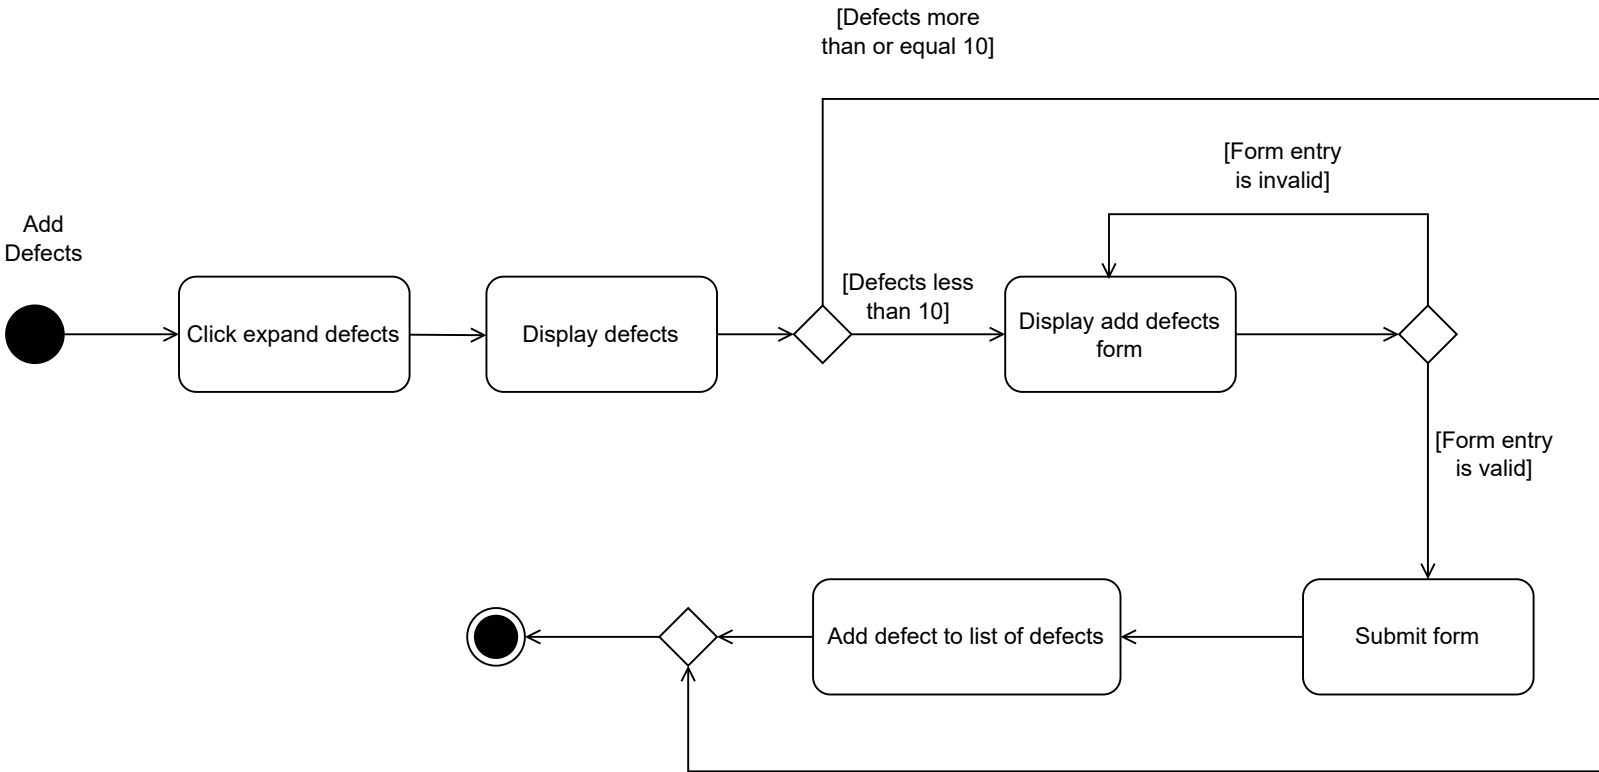 [Defects more
than or equal 10]
[Form entry
is invalid]
Add
Defects
Click expand defects
Display defects
[Defects less
than 10]
Display add defects
form
[Form entry
is valid]
Add defect to list of defects
Submit form